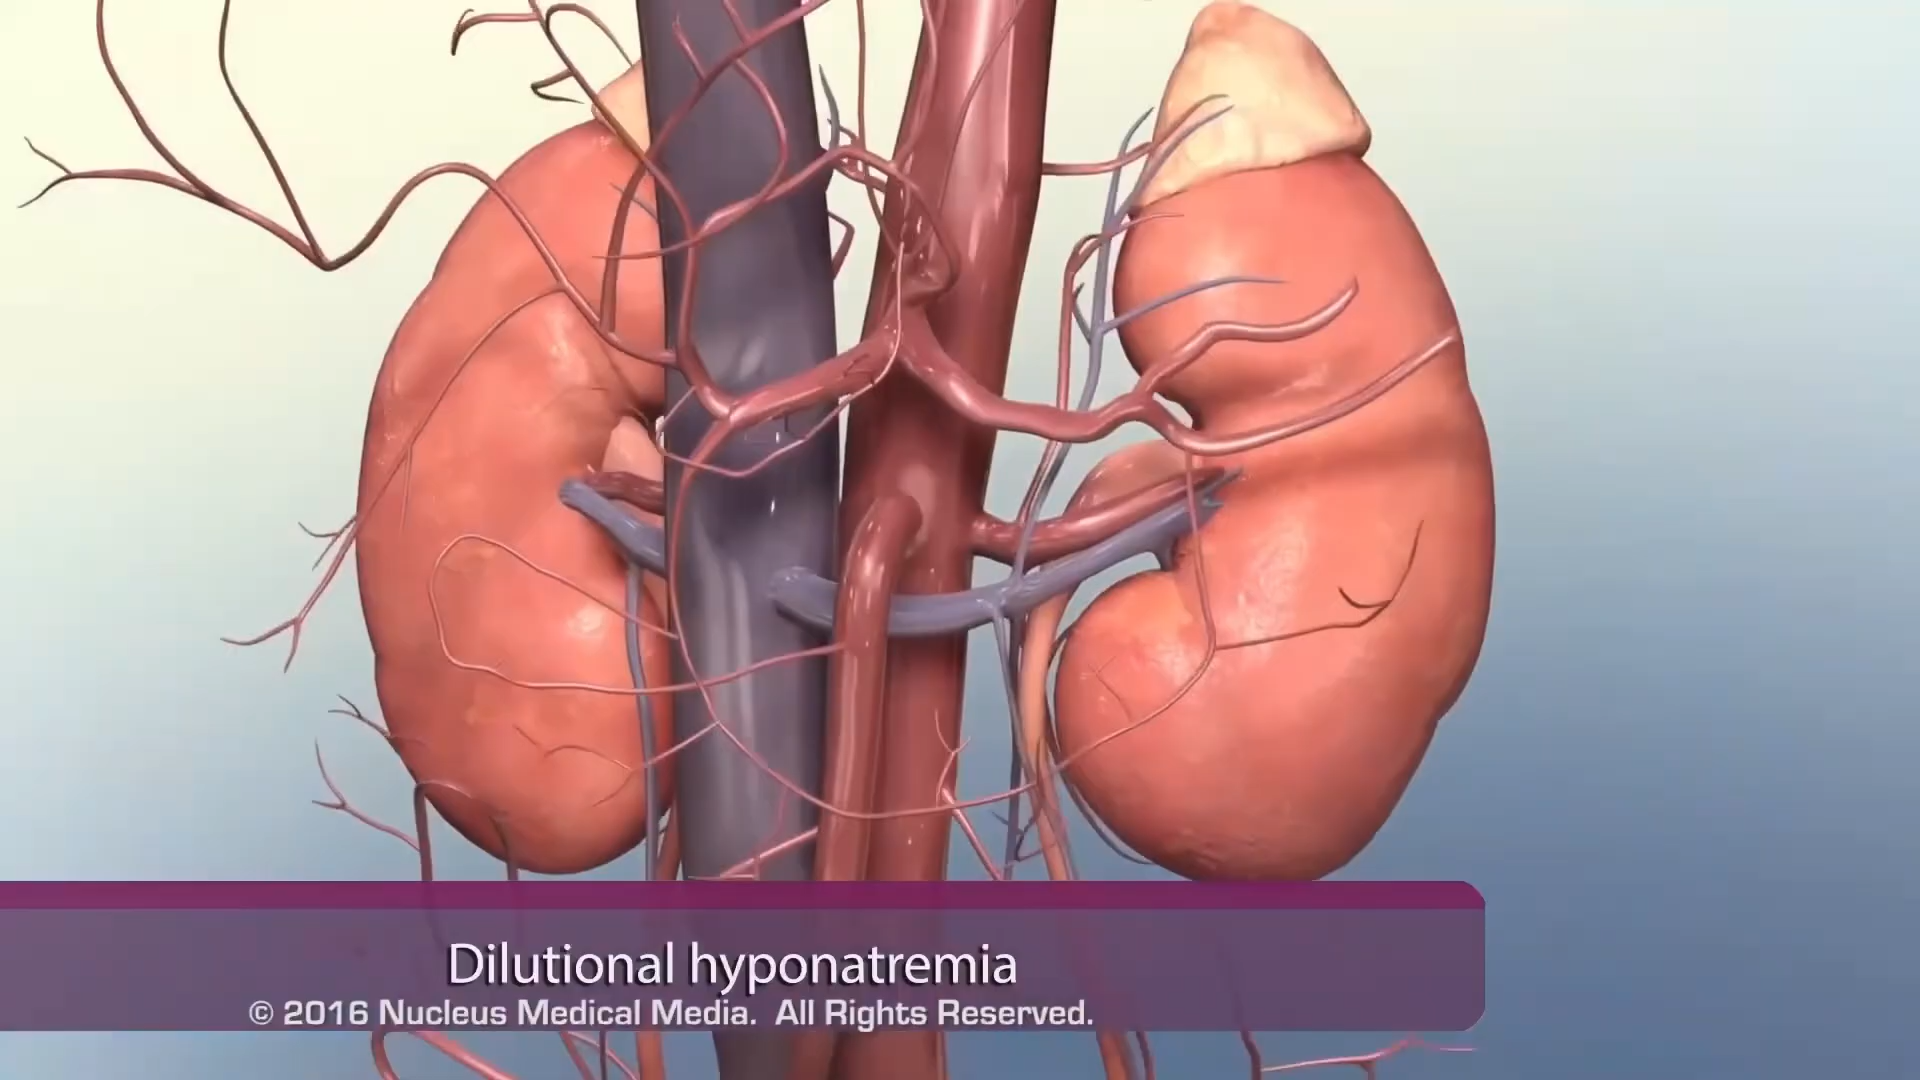 Dilutional hyponatremia
© 2016 Nucleus Medical Media. All Rights Reserved.